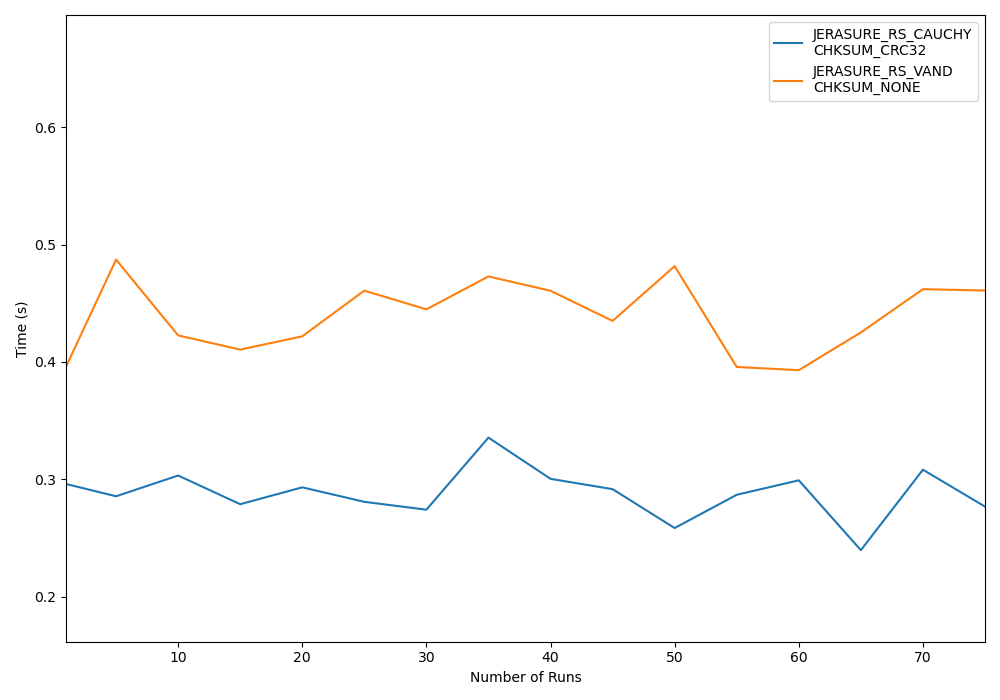 JERASURE_RS_CAUCHY
CHKSUM_CRC32
JERASURE_RS_VAND
CHKSUM_NONE
0.6
0.5
0.4
0.3
0.2
Time (s)
10 20 30 40 50 60 70
Number of Runs